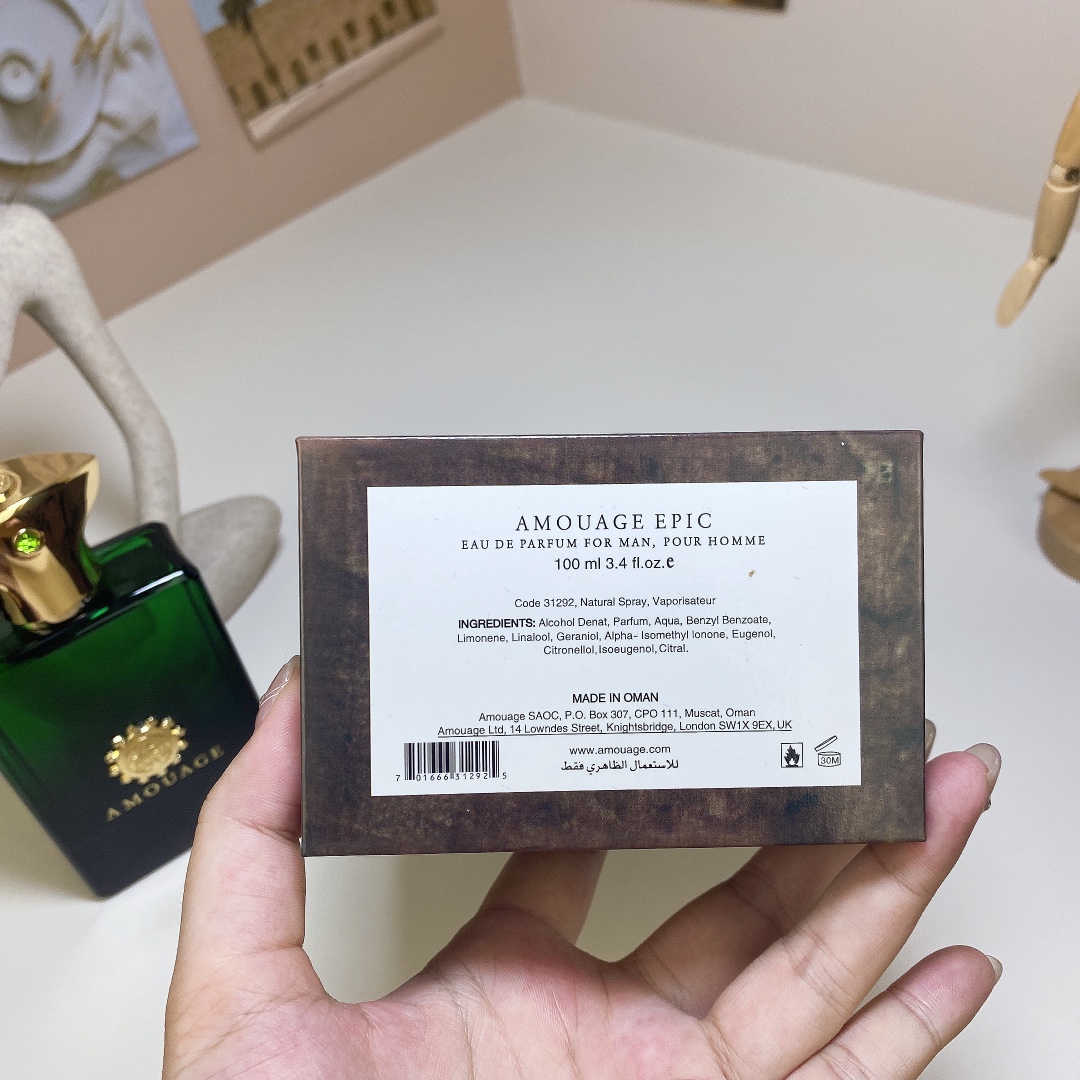 AMOUAGE EPIC
EAU DE PARFUM FOR MAN, POUR HOMME
100 ml 3.4 fl.oz.e
Code 31292, Natural Spray, Vaporisateur
INGREDIENTS: Alcohol Denat, Parfum, Aqua, Benzyl Benzoate,
Limonene, Linalool, Geraniol, Alpha- Isomethyl Ionone, Eugenol,
Citronellol, Isoeugenol, Citral.
MADE IN OMAN
Amouage SAOC, P.O. Box 307, CPO 111, Muscat, Oman
Amouage Ltd, 14 Lowndes Street, Knightsbridge, London SW1X 9EX, UK
www.amouage.com
للاستعمال الظاهري فقط
7 01666 31292 5
30M
AMOUAGE